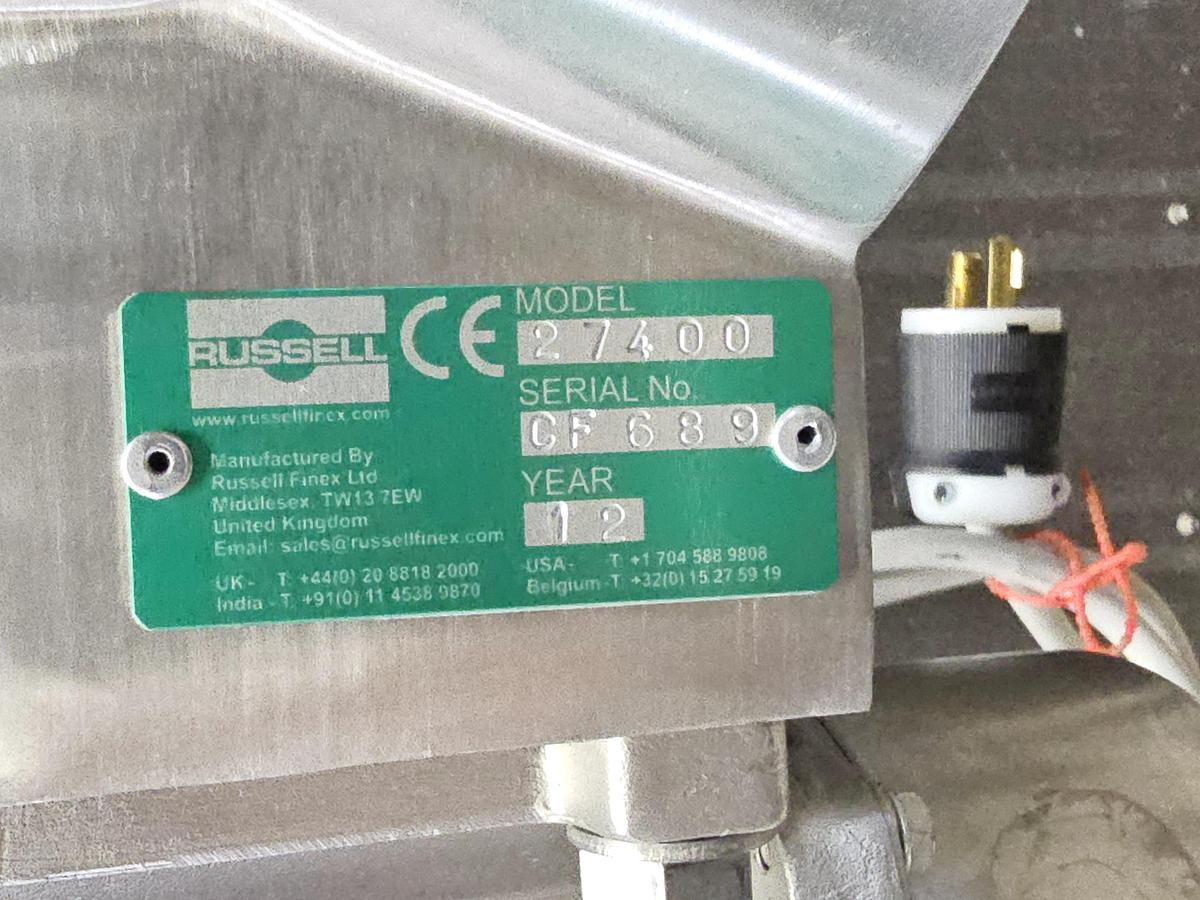 RUSSELL
CE
www.russellfinex.com
Manufactured By
Russell Finex Ltd
Middlesex, TW13 7EW
United Kingdom
Email: sales@russellfinex.com
UK - T: +44(0) 20 8818 2000
India - T: +91(0) 11 4538 9870
MODEL
27400
SERIAL No.
CF 689
YEAR
12
USA - T: +1 704 588 9808
Belgium - T: +32(0) 15 27 59 19